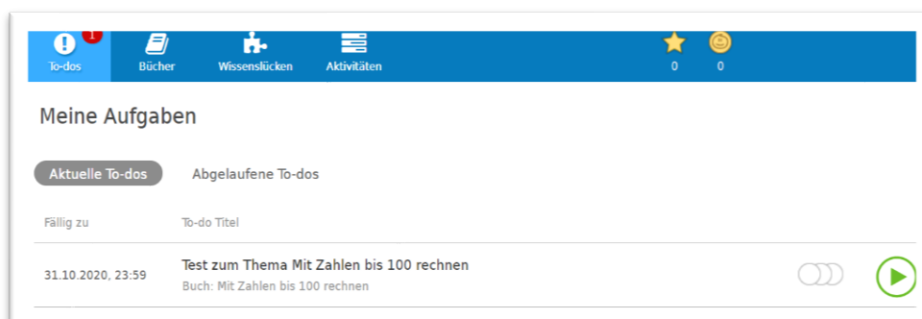 1
To-dos Bücher Wissenslücken Aktivitäten 0 0
Meine Aufgaben
Aktuelle To-dos Abgelaufene To-dos
Fällig zu To-do Titel
31.10.2020, 23:59 Test zum Thema Mit Zahlen bis 100 rechnen
Buch: Mit Zahlen bis 100 rechnen